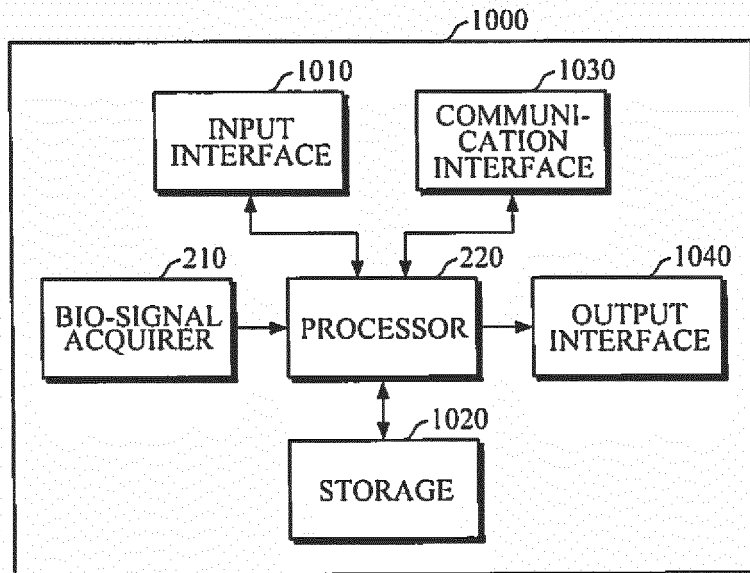 1000
1010
INPUT
INTERFACE
1030
COMMUNI-
CATION
INTERFACE
210
BIO-SIGNAL
ACQUIRER
220
PROCESSOR
1040
OUTPUT
INTERFACE
1020
STORAGE